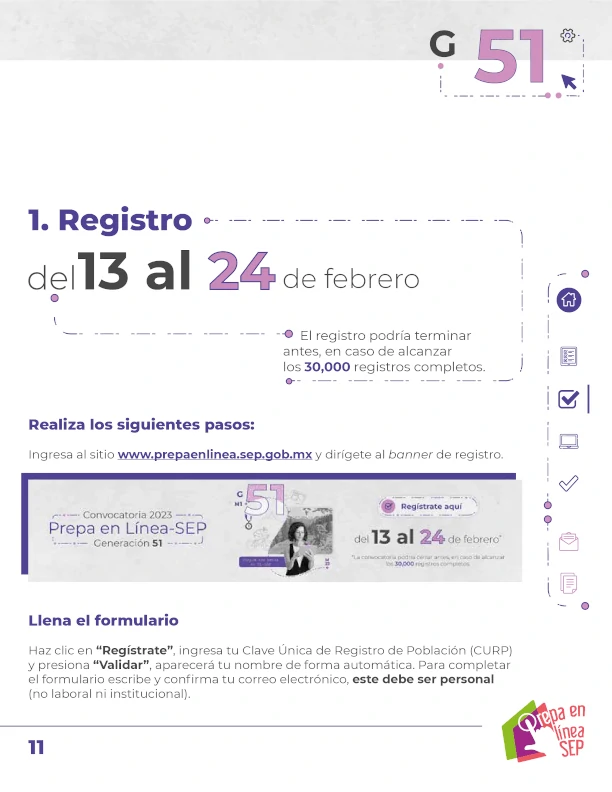 G 51
1. Registro
del 13 al 24 de febrero
El registro podría terminar
antes, en caso de alcanzar
los 30,000 registros completos.
Realiza los siguientes pasos:
Ingresa al sitio www.prepaenlinea.sep.gob.mx y dirígete al banner de registro.
Convocatoria 2023
Prepa en Línea-SEP
Generación 51
G 51
Regístrate aquí
del 13 al 24 de febrero*
*La convocatoria podría cerrar antes, en caso de alcanzar
los 30,000 registros completos.
Llena el formulario
Haz clic en “Regístrate”, ingresa tu Clave Única de Registro de Población (CURP)
y presiona “Validar”, aparecerá tu nombre de forma automática. Para completar
el formulario escribe y confirma tu correo electrónico, este debe ser personal
(no laboral ni institucional).
Prepa en
línea
SEP
11